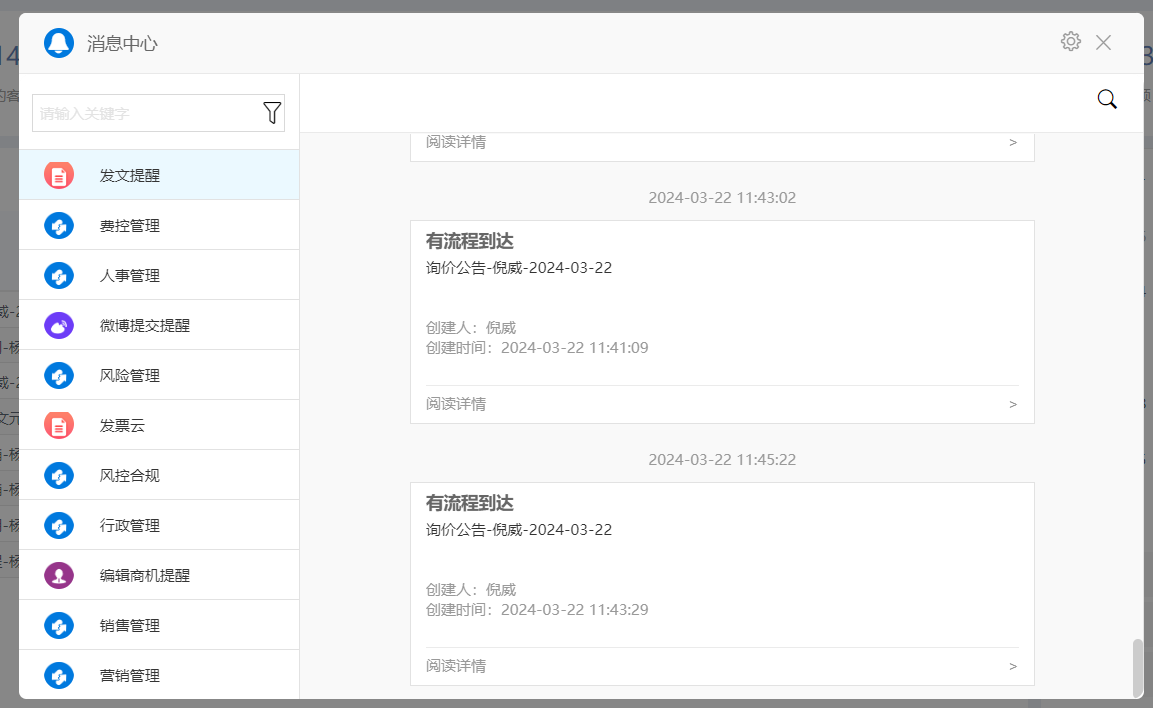 消息中心
请输入关键字
发文提醒
费控管理
人事管理
微博提交提醒
风险管理
发票云
风控合规
行政管理
编辑商机提醒
销售管理
营销管理
阅读详情 >
2024-03-22 11:43:02
有流程到达
询价公告-倪威-2024-03-22
创建人：倪威
创建时间：2024-03-22 11:41:09
阅读详情 >
2024-03-22 11:45:22
有流程到达
询价公告-倪威-2024-03-22
创建人：倪威
创建时间：2024-03-22 11:43:29
阅读详情 >